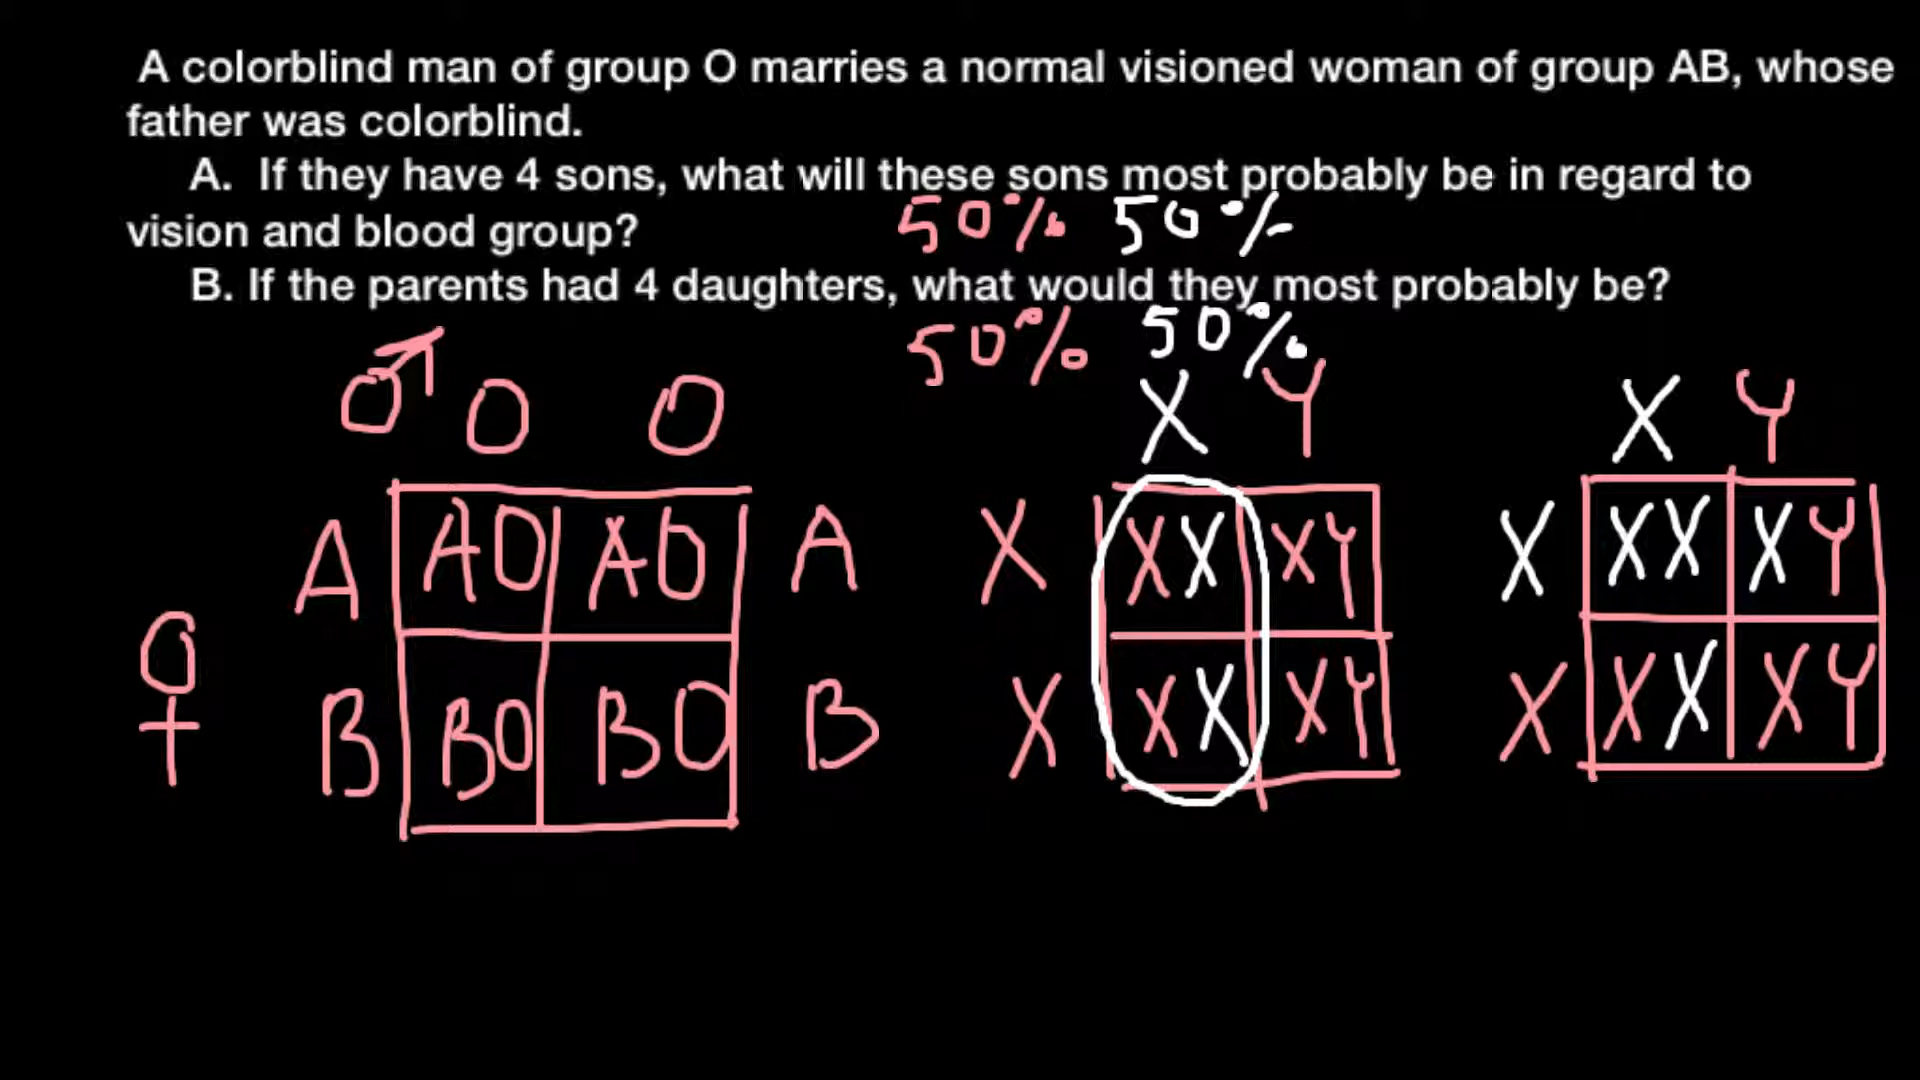 A colorblind man of group O marries a normal visioned woman of group AB, whose
father was colorblind.
A. If they have 4 sons, what will these sons most probably be in regard to
vision and blood group?
50% 50%
B. If the parents had 4 daughters, what would they most probably be?
50% 50%
♂ O O X Y X Y
A AO AO A X XX XY X XX XY
♀
B BO BO B X XX XY X XX XY